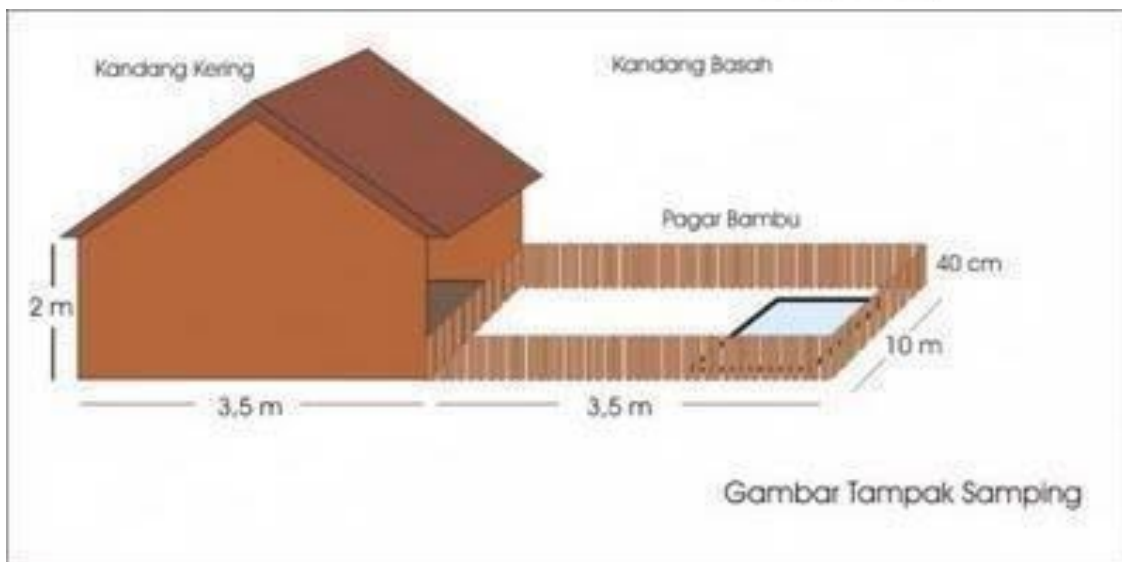 Kandang Kering
Kandang Basah
Pagar Bambu
40 cm
2 m
10 m
3,5 m
3,5 m
Gambar Tampak Samping